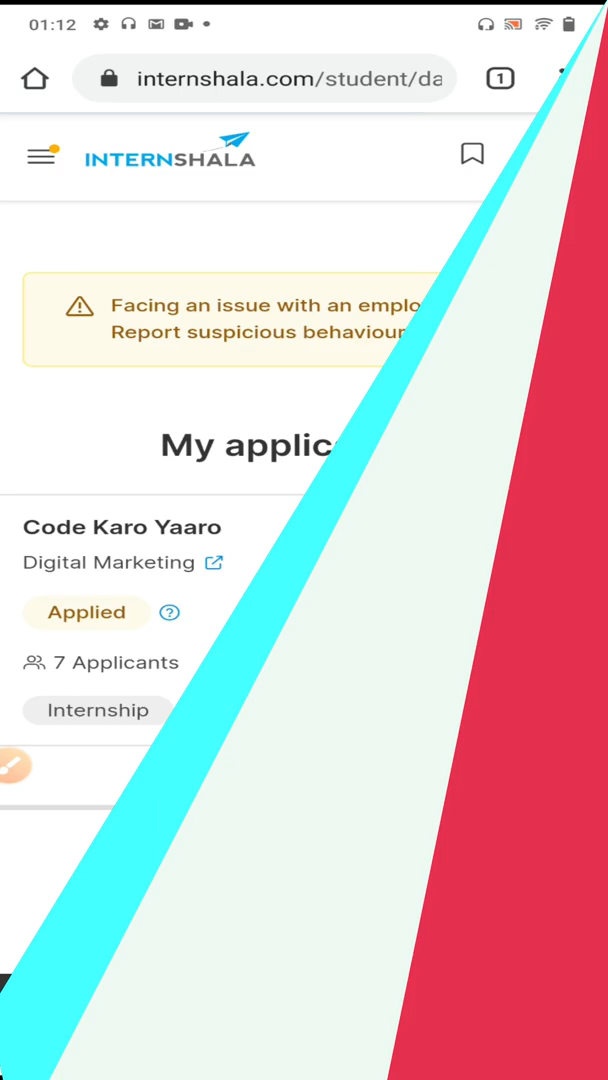 01:12
internshala.com/student/da
1
INTERNSHALA
Facing an issue with an emplo
Report suspicious behaviour
My applic
Code Karo Yaaro
Digital Marketing
Applied
?
7 Applicants
Internship